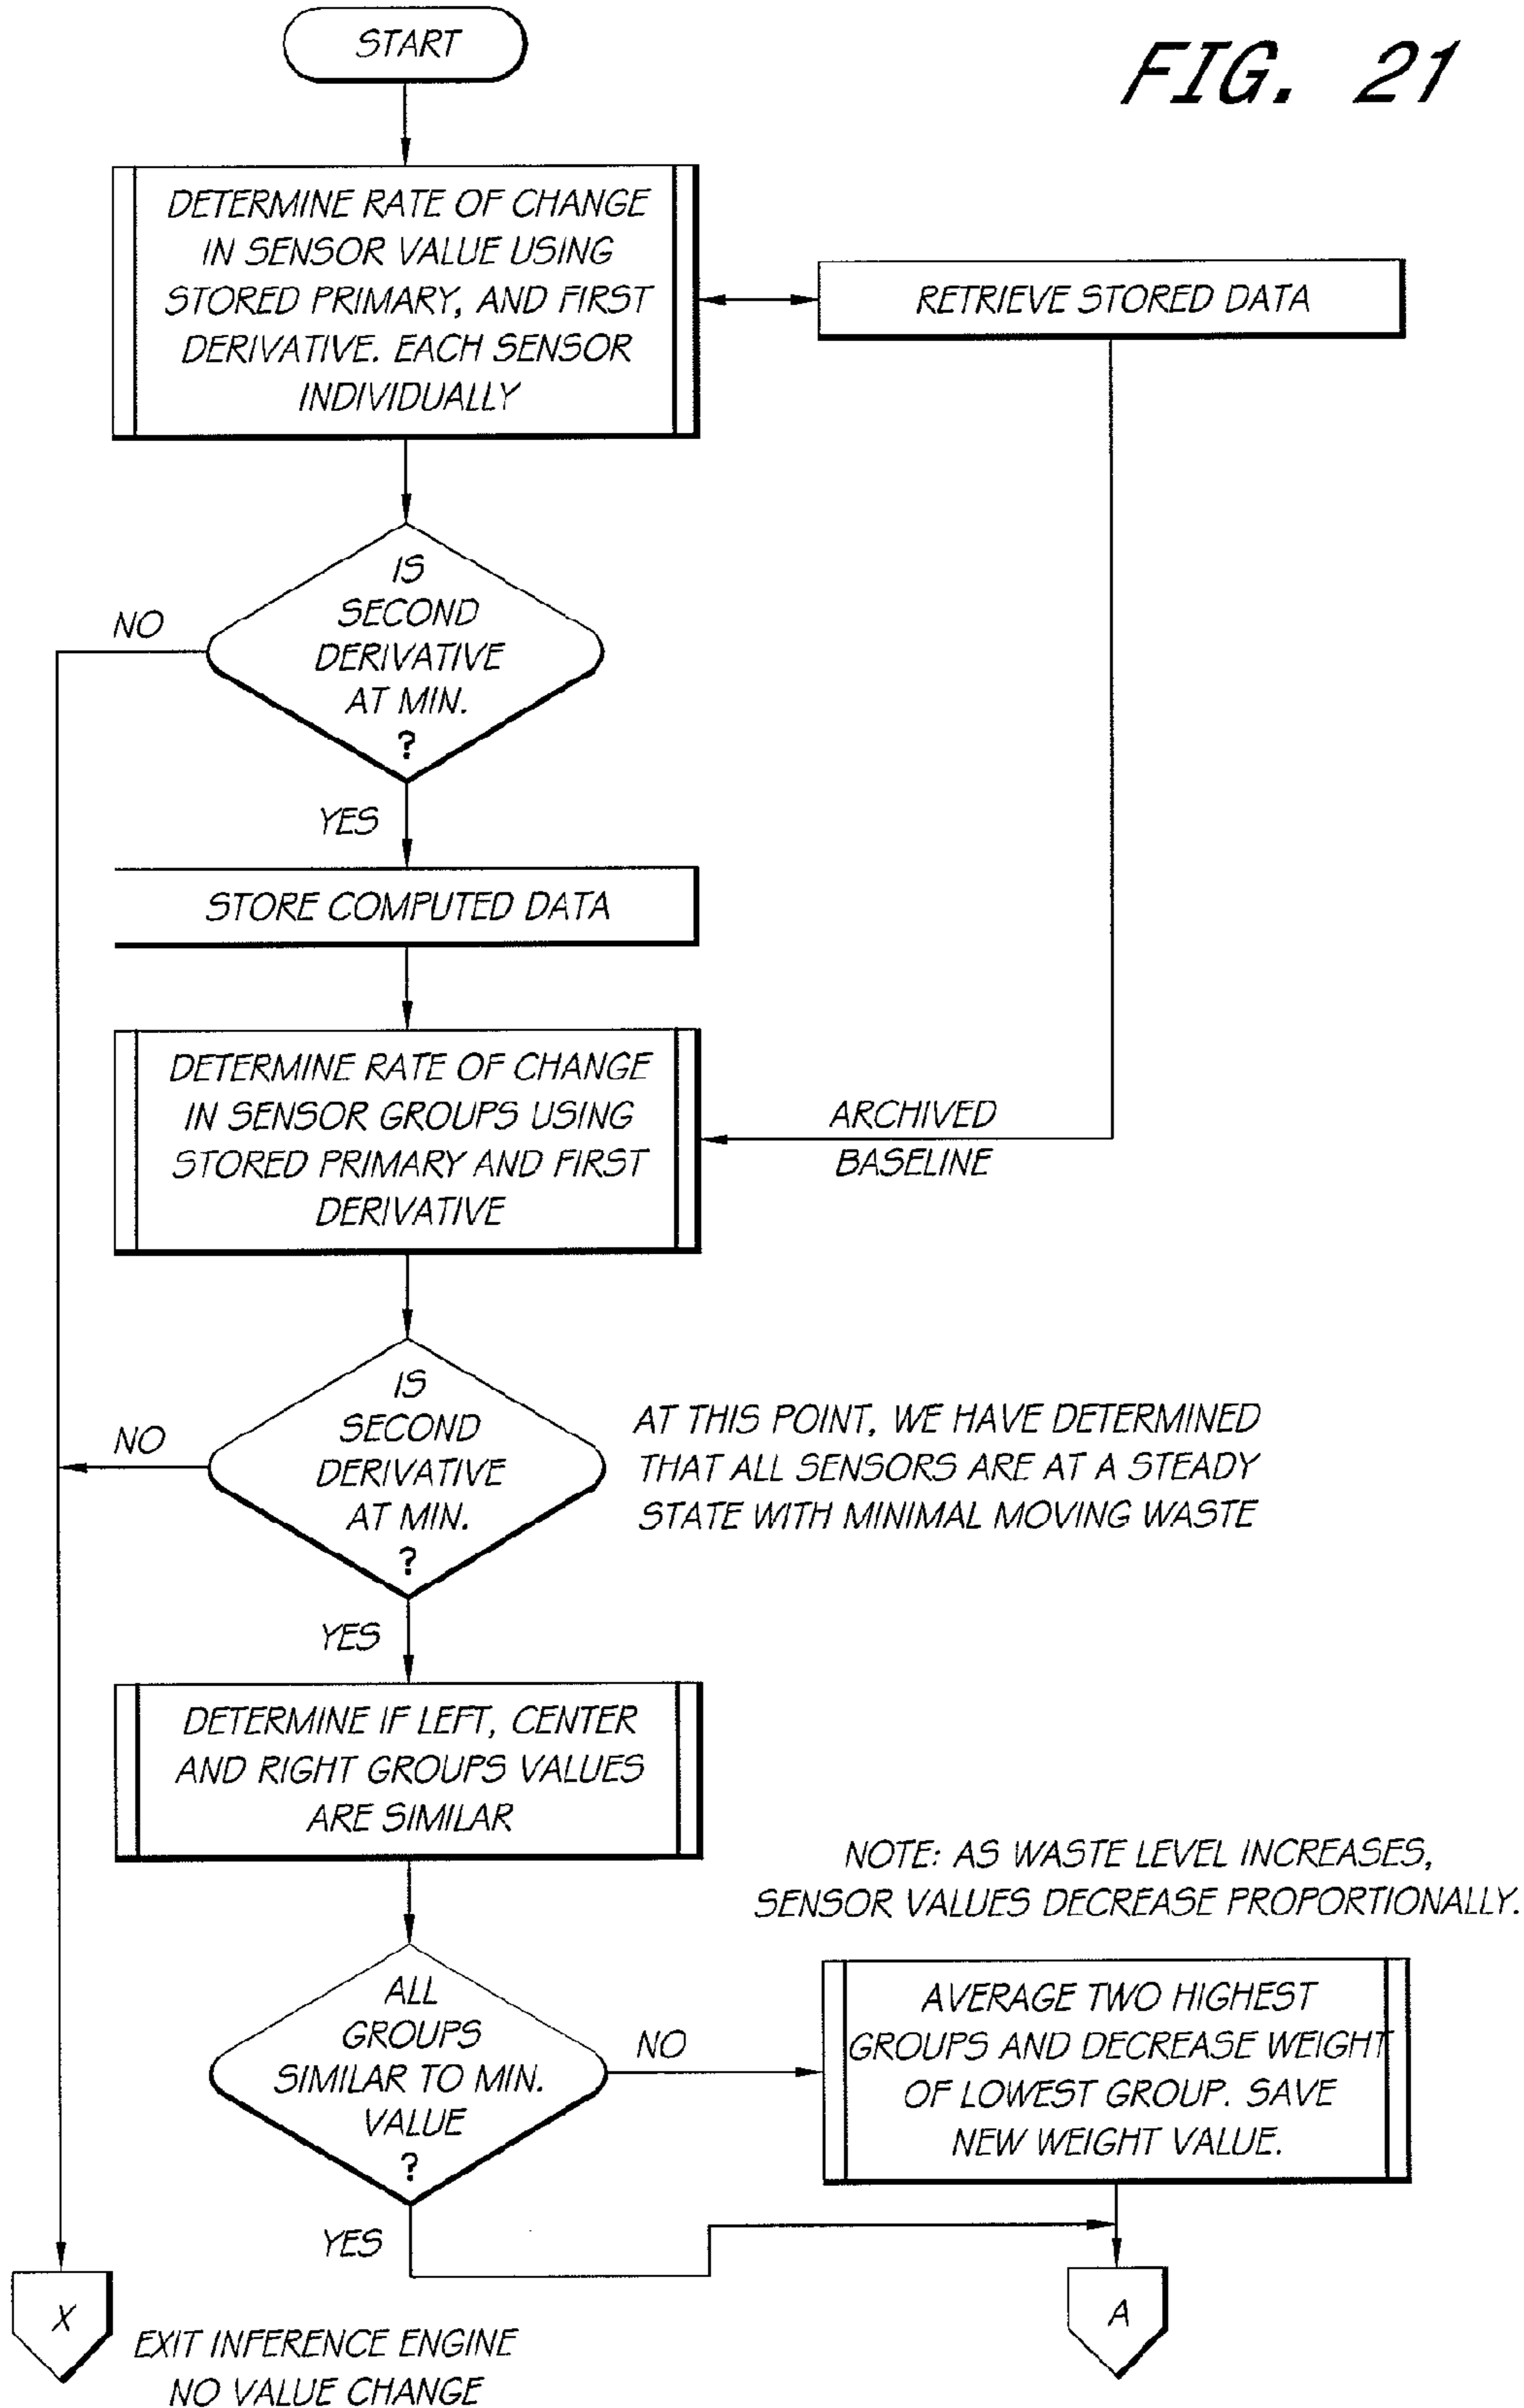 START
FIG. 21
DETERMINE RATE OF CHANGE
IN SENSOR VALUE USING
STORED PRIMARY, AND FIRST
DERIVATIVE. EACH SENSOR
INDIVIDUALLY
RETRIEVE STORED DATA
IS
SECOND
DERIVATIVE
AT MIN.
?
NO
YES
STORE COMPUTED DATA
DETERMINE RATE OF CHANGE
IN SENSOR GROUPS USING
STORED PRIMARY AND FIRST
DERIVATIVE
ARCHIVED
BASELINE
IS
SECOND
DERIVATIVE
AT MIN.
?
NO
AT THIS POINT, WE HAVE DETERMINED
THAT ALL SENSORS ARE AT A STEADY
STATE WITH MINIMAL MOVING WASTE
YES
DETERMINE IF LEFT, CENTER
AND RIGHT GROUPS VALUES
ARE SIMILAR
NOTE: AS WASTE LEVEL INCREASES,
SENSOR VALUES DECREASE PROPORTIONALLY.
ALL
GROUPS
SIMILAR TO MIN.
VALUE
?
NO
AVERAGE TWO HIGHEST
GROUPS AND DECREASE WEIGHT
OF LOWEST GROUP. SAVE
NEW WEIGHT VALUE.
YES
X
EXIT INFERENCE ENGINE
NO VALUE CHANGE
A